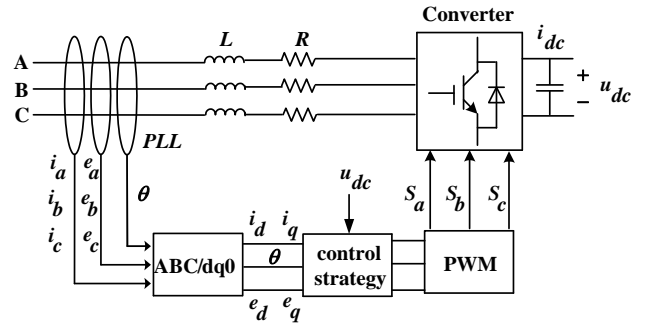 Converter
L R
i_dc
A
B
C
+
u_dc
−
PLL
i_a e_a
i_b e_b θ
i_c e_c
u_dc
S_a S_b S_c
i_d i_q
ABC/dq0
θ
control
strategy
PWM
e_d e_q